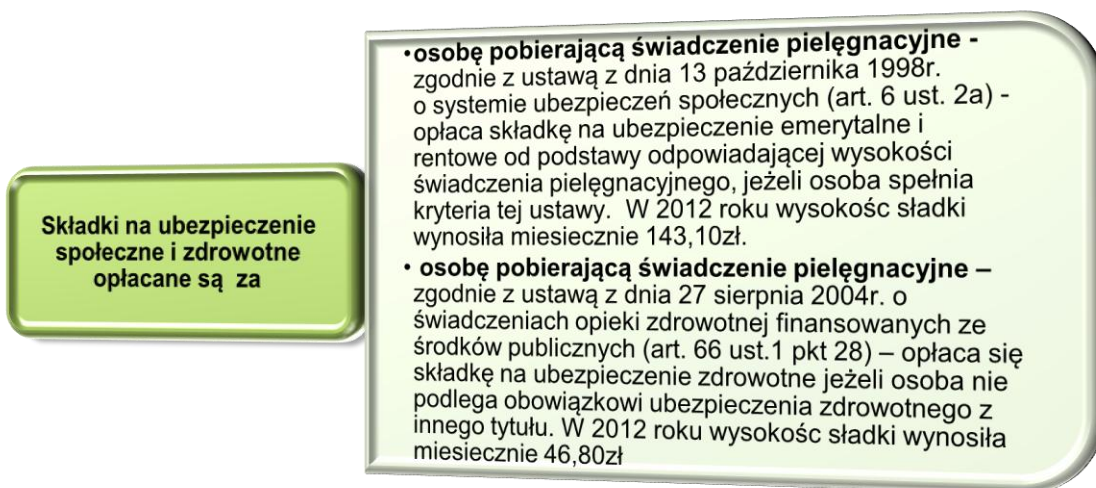 Składki na ubezpieczenie
społeczne i zdrowotne
opłacane są za
•osobę pobierającą świadczenie pielęgnacyjne -
zgodnie z ustawą z dnia 13 października 1998r.
o systemie ubezpieczeń społecznych (art. 6 ust. 2a) -
opłaca składkę na ubezpieczenie emerytalne i
rentowe od podstawy odpowiadającej wysokości
świadczenia pielęgnacyjnego, jeżeli osoba spełnia
kryteria tej ustawy. W 2012 roku wysokośc sładki
wynosiła miesiecznie 143,10zł.
• osobę pobierającą świadczenie pielęgnacyjne –
zgodnie z ustawą z dnia 27 sierpnia 2004r. o
świadczeniach opieki zdrowotnej finansowanych ze
środków publicznych (art. 66 ust.1 pkt 28) – opłaca się
składkę na ubezpieczenie zdrowotne jeżeli osoba nie
podlega obowiązkowi ubezpieczenia zdrowotnego z
innego tytułu. W 2012 roku wysokośc sładki wynosiła
miesiecznie 46,80zł